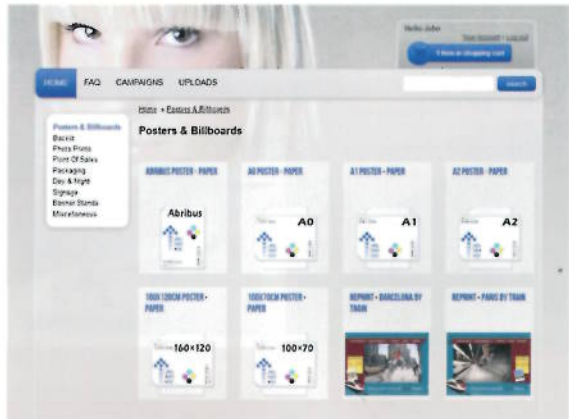 Hello John
Your Account • Log out
1 item in shopping cart
HOME FAQ CAMPAIGNS UPLOADS
search
Home » Posters & Billboards
Posters & Billboards
Posters & Billboards
Backlit
Photo Prints
Point Of Sales
Packaging
Day & Night
Signage
Banner Stands
Miscellaneous
ABRIBUS POSTER - PAPER
A0 POSTER - PAPER
A1 POSTER - PAPER
A2 POSTER - PAPER
Abribus
A0
A1
A2
160X120CM POSTER -
PAPER
100X70CM POSTER -
PAPER
REPRINT - BARCELONA BY
TRAIN
REPRINT - PARIS BY TRAIN
160×120
100×70